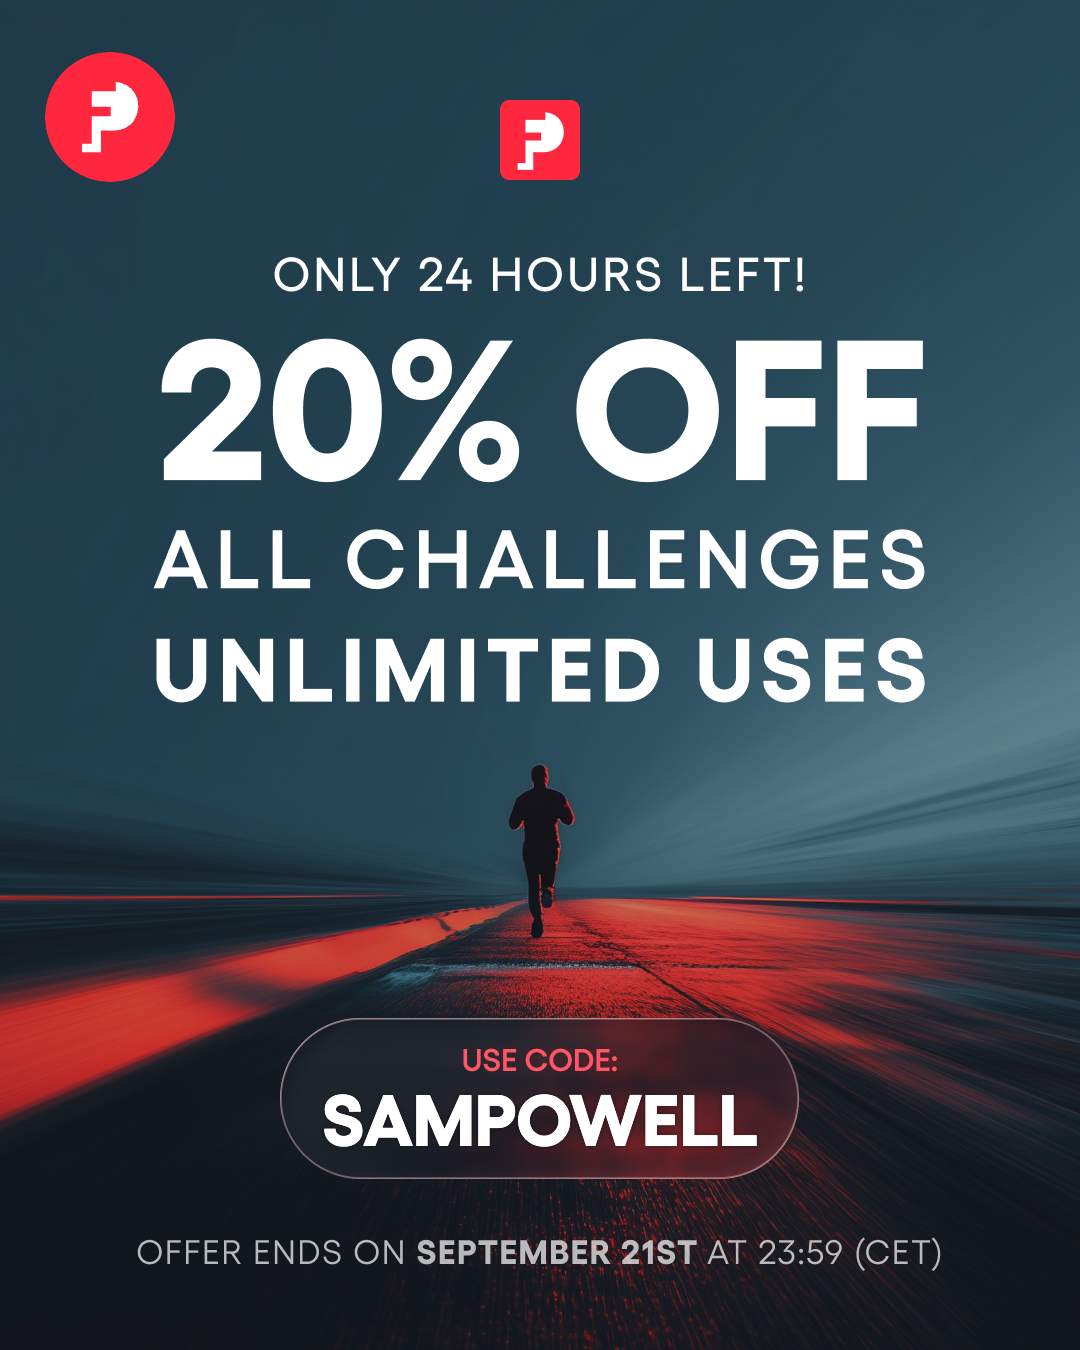 ONLY 24 HOURS LEFT!
20% OFF
ALL CHALLENGES
UNLIMITED USES
USE CODE:
SAMPOWELL
OFFER ENDS ON SEPTEMBER 21ST AT 23:59 (CET)